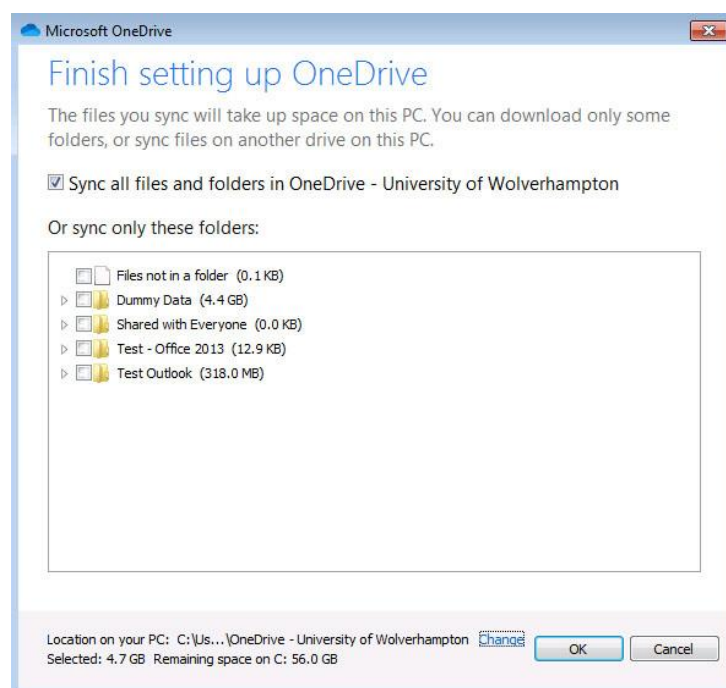 Microsoft OneDrive
Finish setting up OneDrive
The files you sync will take up space on this PC. You can download only some
folders, or sync files on another drive on this PC.
Sync all files and folders in OneDrive - University of Wolverhampton
Or sync only these folders:
Files not in a folder (0.1 KB)
Dummy Data (4.4 GB)
Shared with Everyone (0.0 KB)
Test - Office 2013 (12.9 KB)
Test Outlook (318.0 MB)
Location on your PC: C:\Us...\OneDrive - University of Wolverhampton Change
Selected: 4.7 GB Remaining space on C: 56.0 GB
OK Cancel